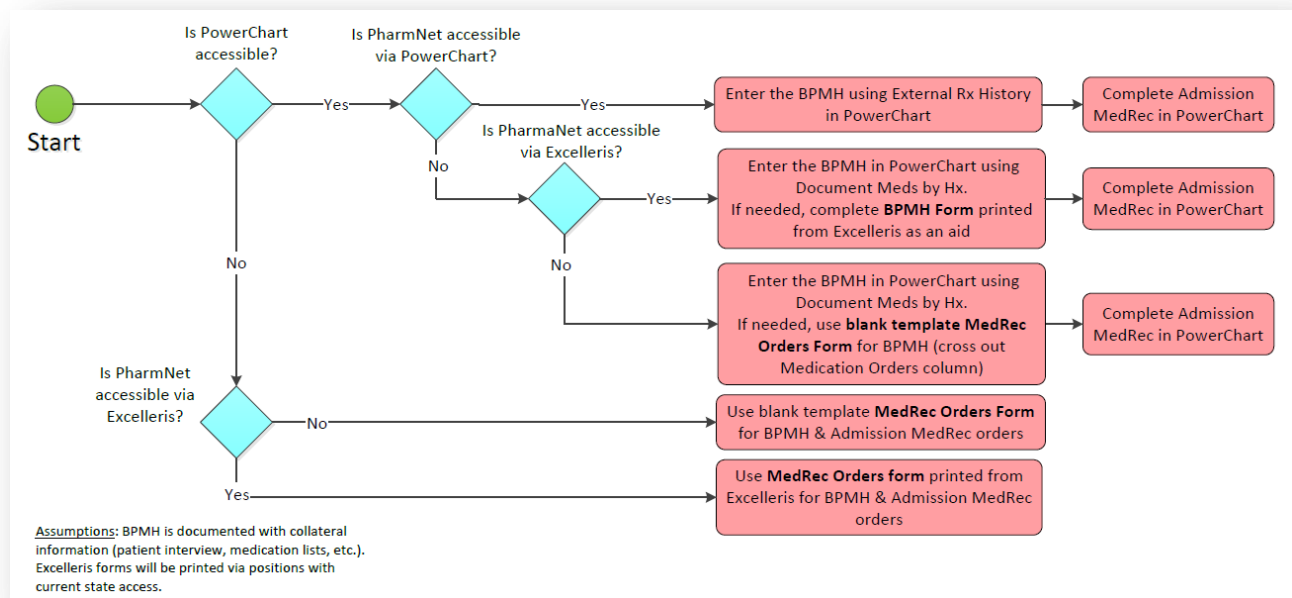 Is PowerChart
accessible?
Is PharmNet accessible
via PowerChart?
Start
Yes
Yes
Enter the BPMH using External Rx History
in PowerChart
Complete Admission
MedRec in PowerChart
No
Is PharmaNet accessible
via Excelleris?
Yes
Enter the BPMH in PowerChart using
Document Meds by Hx.
If needed, complete BPMH Form printed
from Excelleris as an aid
Complete Admission
MedRec in PowerChart
No
No
Enter the BPMH in PowerChart using
Document Meds by Hx.
If needed, use blank template MedRec
Orders Form for BPMH (cross out
Medication Orders column)
Complete Admission
MedRec in PowerChart
Is PharmNet
accessible via
Excelleris?
No
Use blank template MedRec Orders Form
for BPMH & Admission MedRec orders
Yes
Use MedRec Orders form printed from
Excelleris for BPMH & Admission MedRec
orders
Assumptions: BPMH is documented with collateral
information (patient interview, medication lists, etc.).
Excelleris forms will be printed via positions with
current state access.